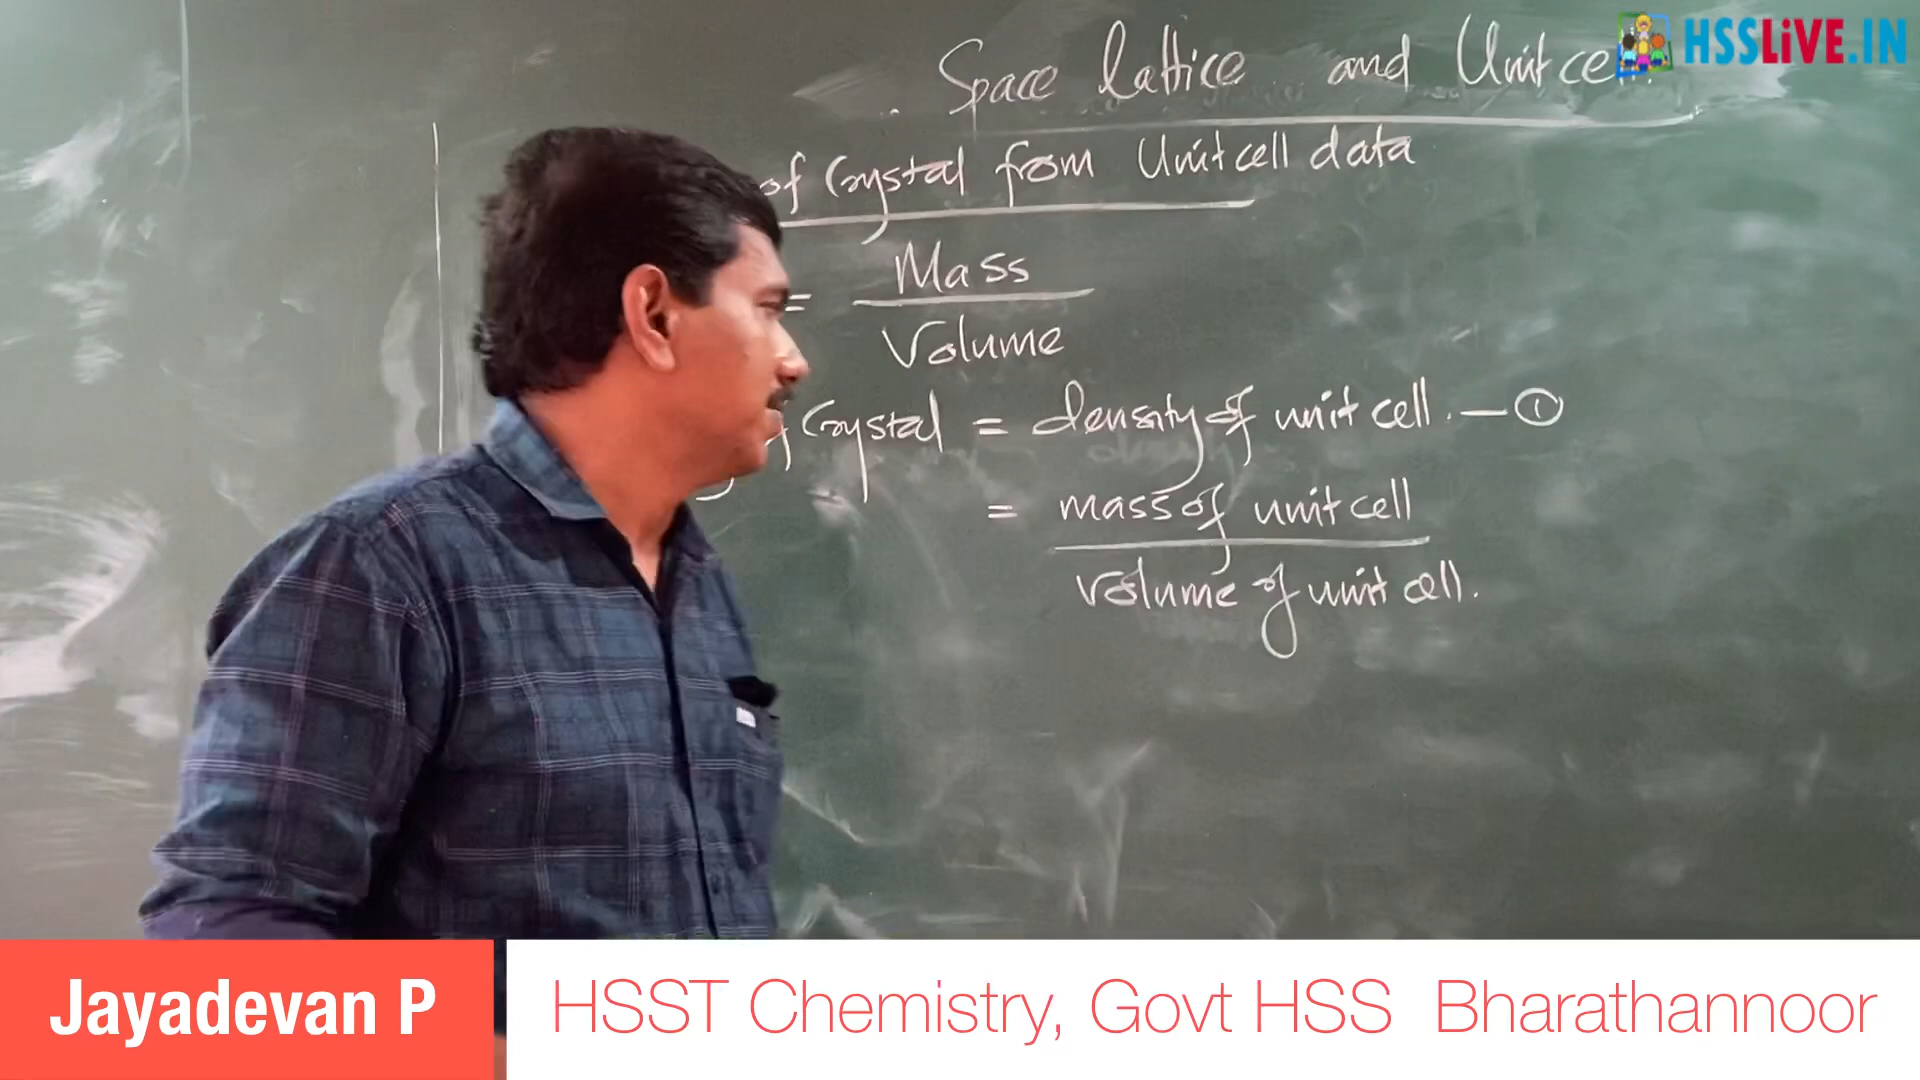 HSSLiVE.IN
Space lattice and Unit
of Crystal from Unit cell data
= Mass
Volume
Crystal = density of unit cell. — ①
= mass of unit cell
volume of unit cell.
Jayadevan P
HSST Chemistry, Govt HSS Bharathannoor